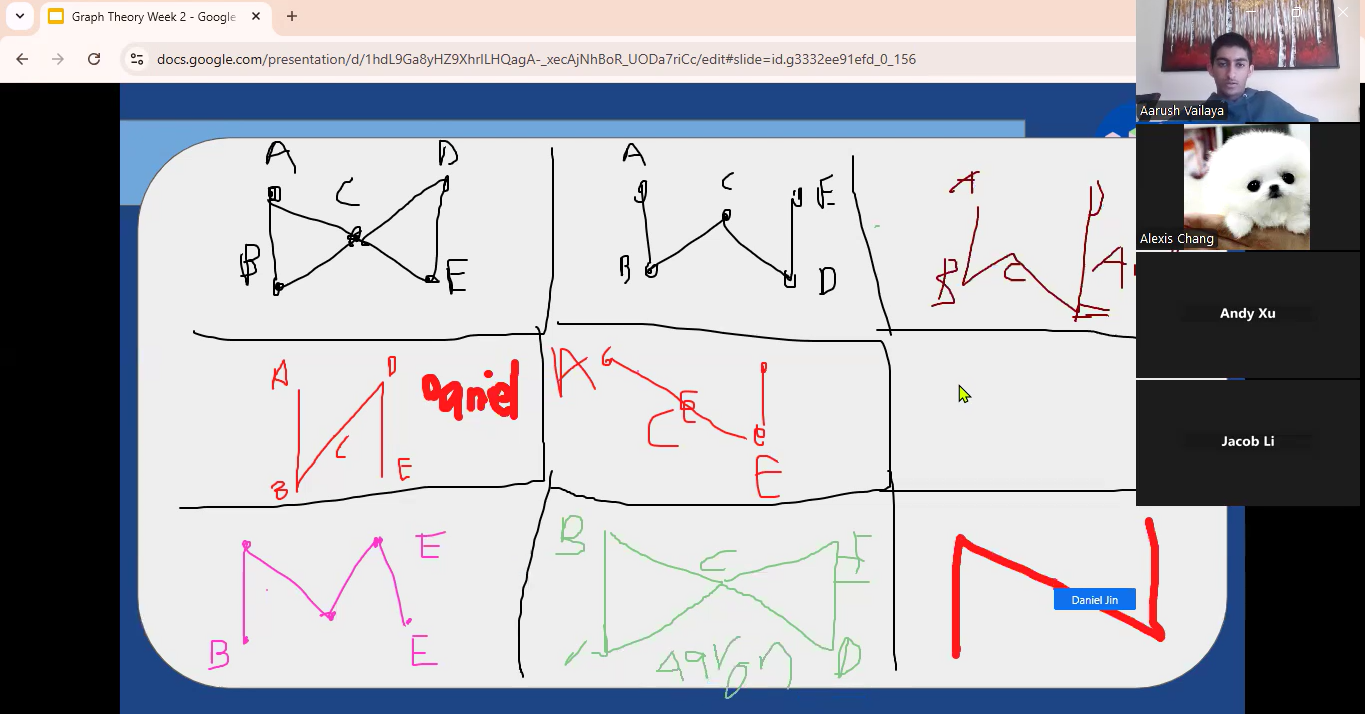 Graph Theory Week 2 - Google
docs.google.com/presentation/d/1hdL9Ga8yHZ9XhrlLHQagA-_xecAjNhBoR_UODa7riCc/edit#slide=id.g3332ee91efd_0_156
Aarush Vailaya
Alexis Chang
Andy Xu
Jacob Li
A
D
C
B
E
A
C
E
B
D
A
D
B
C
E
A
D
Daniel
C
B
E
A
C
E
B
E
B
E
C
D
Daniel Jin